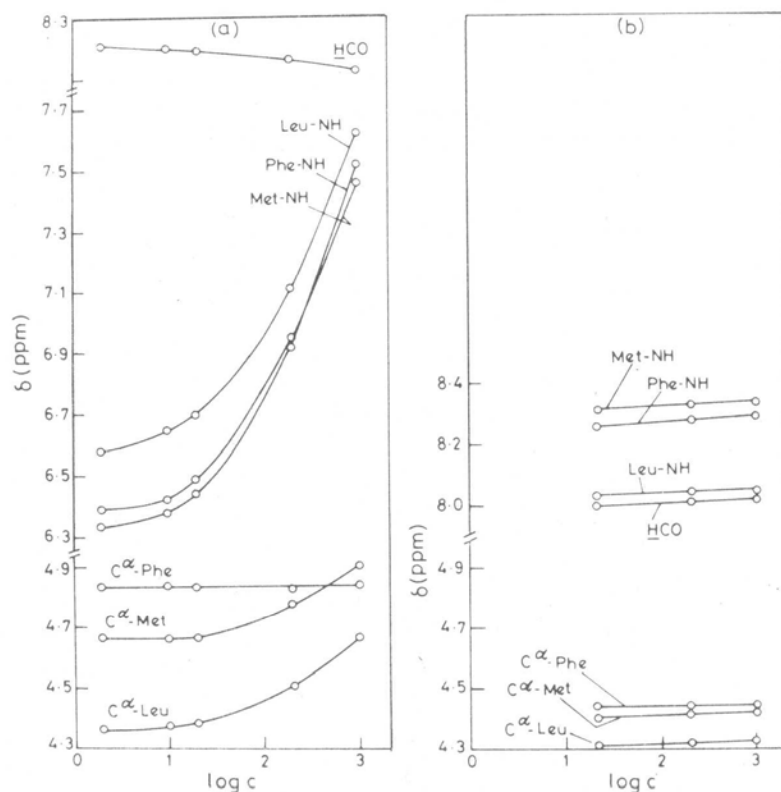 (a)
8·3
HCO
7·7
Leu-NH
7·5
Phe-NH
Met-NH
7·3
7·1
δ(ppm)
6·9
6·7
6·5
6·3
4·9
Cα-Phe
Cα-Met
4·7
4·5
Cα-Leu
4·3
0 1 2 3
log c
(b)
8·4
Met-NH
Phe-NH
8·2
Leu-NH
8·0
HCO
δ(ppm)
4·9
4·7
Cα-Phe
4·5
Cα-Met
Cα-Leu
4·3
0 1 2 3
log c